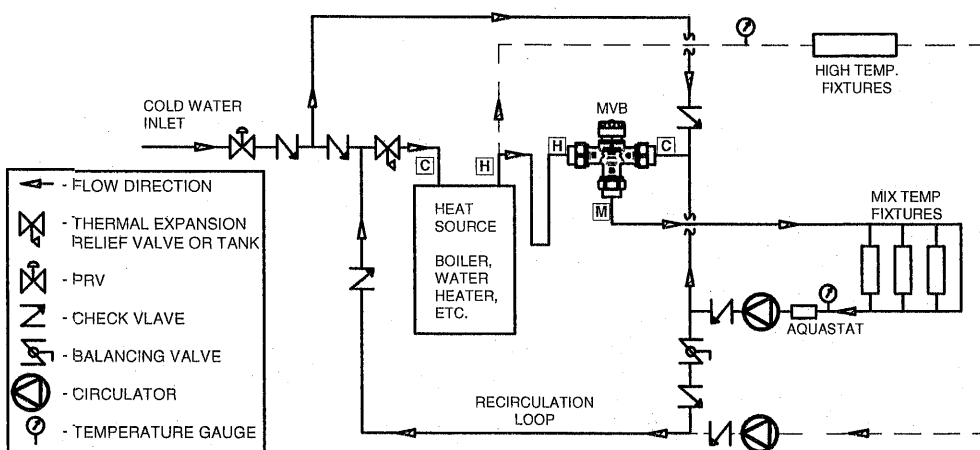 COLD WATER
INLET
HIGH TEMP.
FIXTURES
MVB
C
H
H
C
M
HEAT
SOURCE
BOILER,
WATER
HEATER,
ETC.
MIX TEMP
FIXTURES
AQUASTAT
RECIRCULATION
LOOP
- FLOW DIRECTION
- THERMAL EXPANSION
RELIEF VALVE OR TANK
- PRV
- CHECK VLAVE
- BALANCING VALVE
- CIRCULATOR
- TEMPERATURE GAUGE